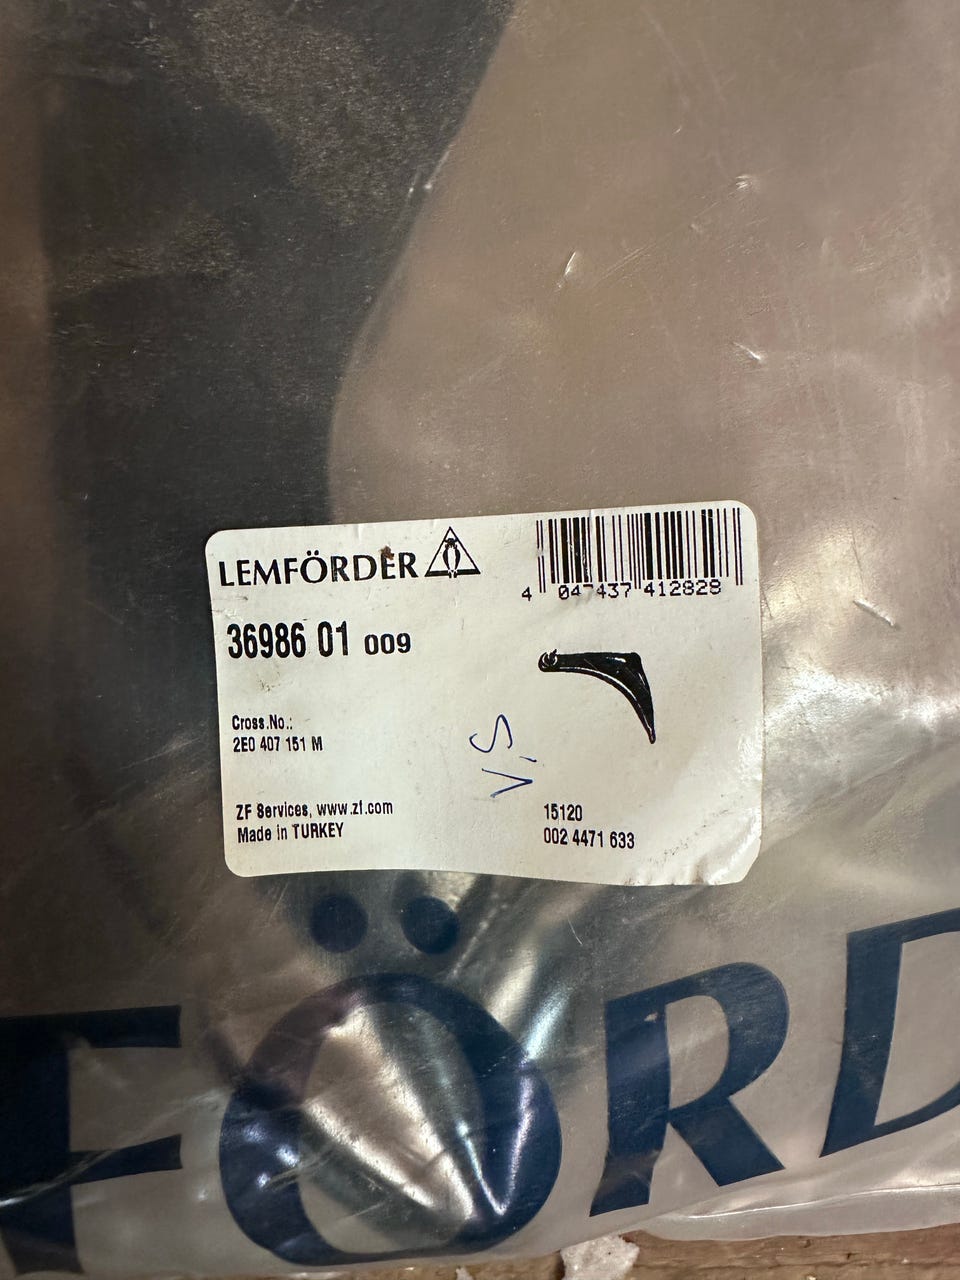 LEMFÖRDER
4 047437 412828
36986 01 009
Cross.No.:
2E0 407 151 M
V.S
ZF Services, www.zf.com
Made in TURKEY
15120
002 4471 633
FÖRD